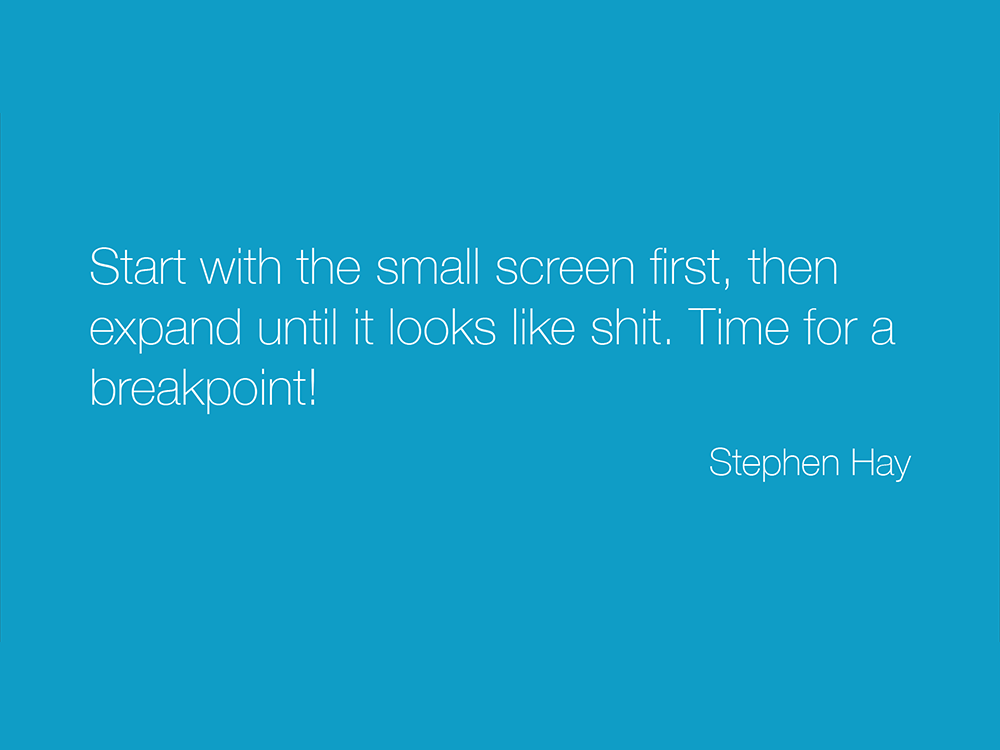 Start with the small screen first, then
expand until it looks like shit. Time for a
breakpoint!
Stephen Hay